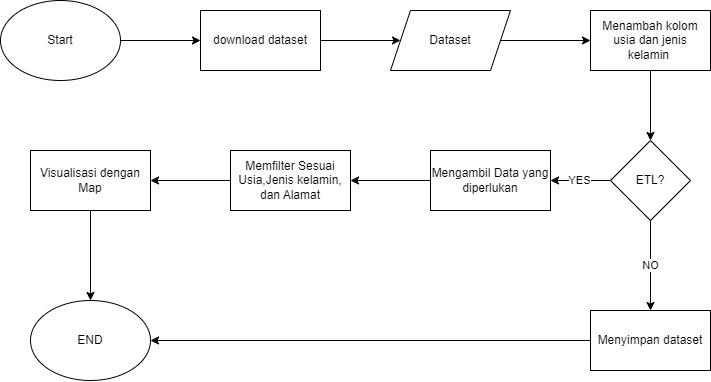 Start
download dataset
Dataset
Menambah kolom
usia dan jenis
kelamin
ETL?
YES
Mengambil Data yang
diperlukan
Memfilter Sesuai
Usia,Jenis kelamin,
dan Alamat
Visualisasi dengan
Map
NO
Menyimpan dataset
END